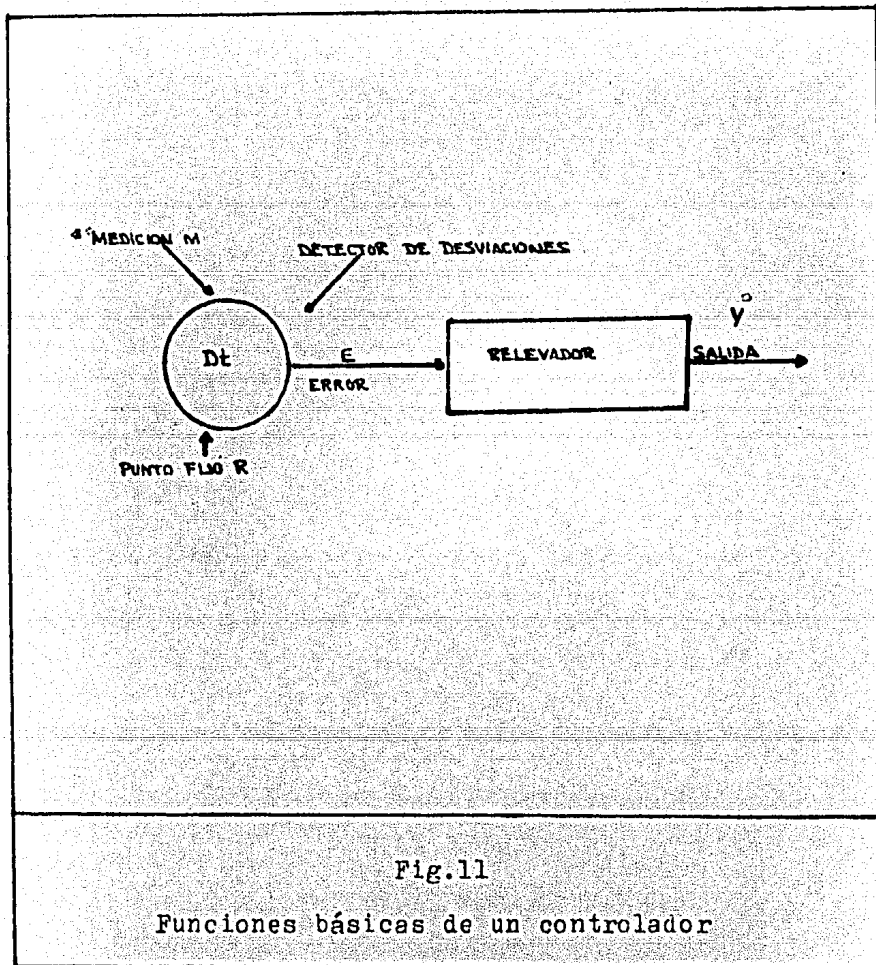 MEDICION M
DETECTOR DE DESVIACIONES
Dt
E
ERROR
RELEVADOR
Y
SALIDA
PUNTO FIJO R
Fig.11
Funciones básicas de un controlador